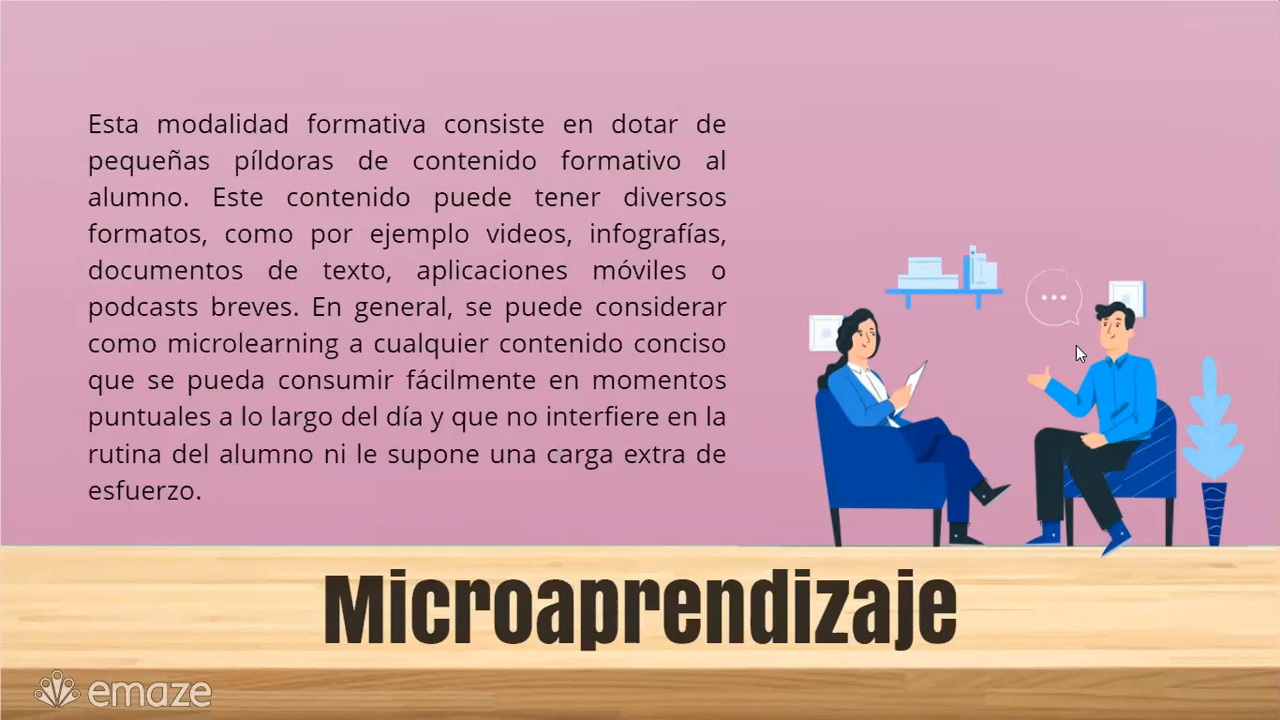 Esta modalidad formativa consiste en dotar de
pequeñas píldoras de contenido formativo al
alumno. Este contenido puede tener diversos
formatos, como por ejemplo videos, infografías,
documentos de texto, aplicaciones móviles o
podcasts breves. En general, se puede considerar
como microlearning a cualquier contenido conciso
que se pueda consumir fácilmente en momentos
puntuales a lo largo del día y que no interfiere en la
rutina del alumno ni le supone una carga extra de
esfuerzo.
Microaprendizaje
emaze